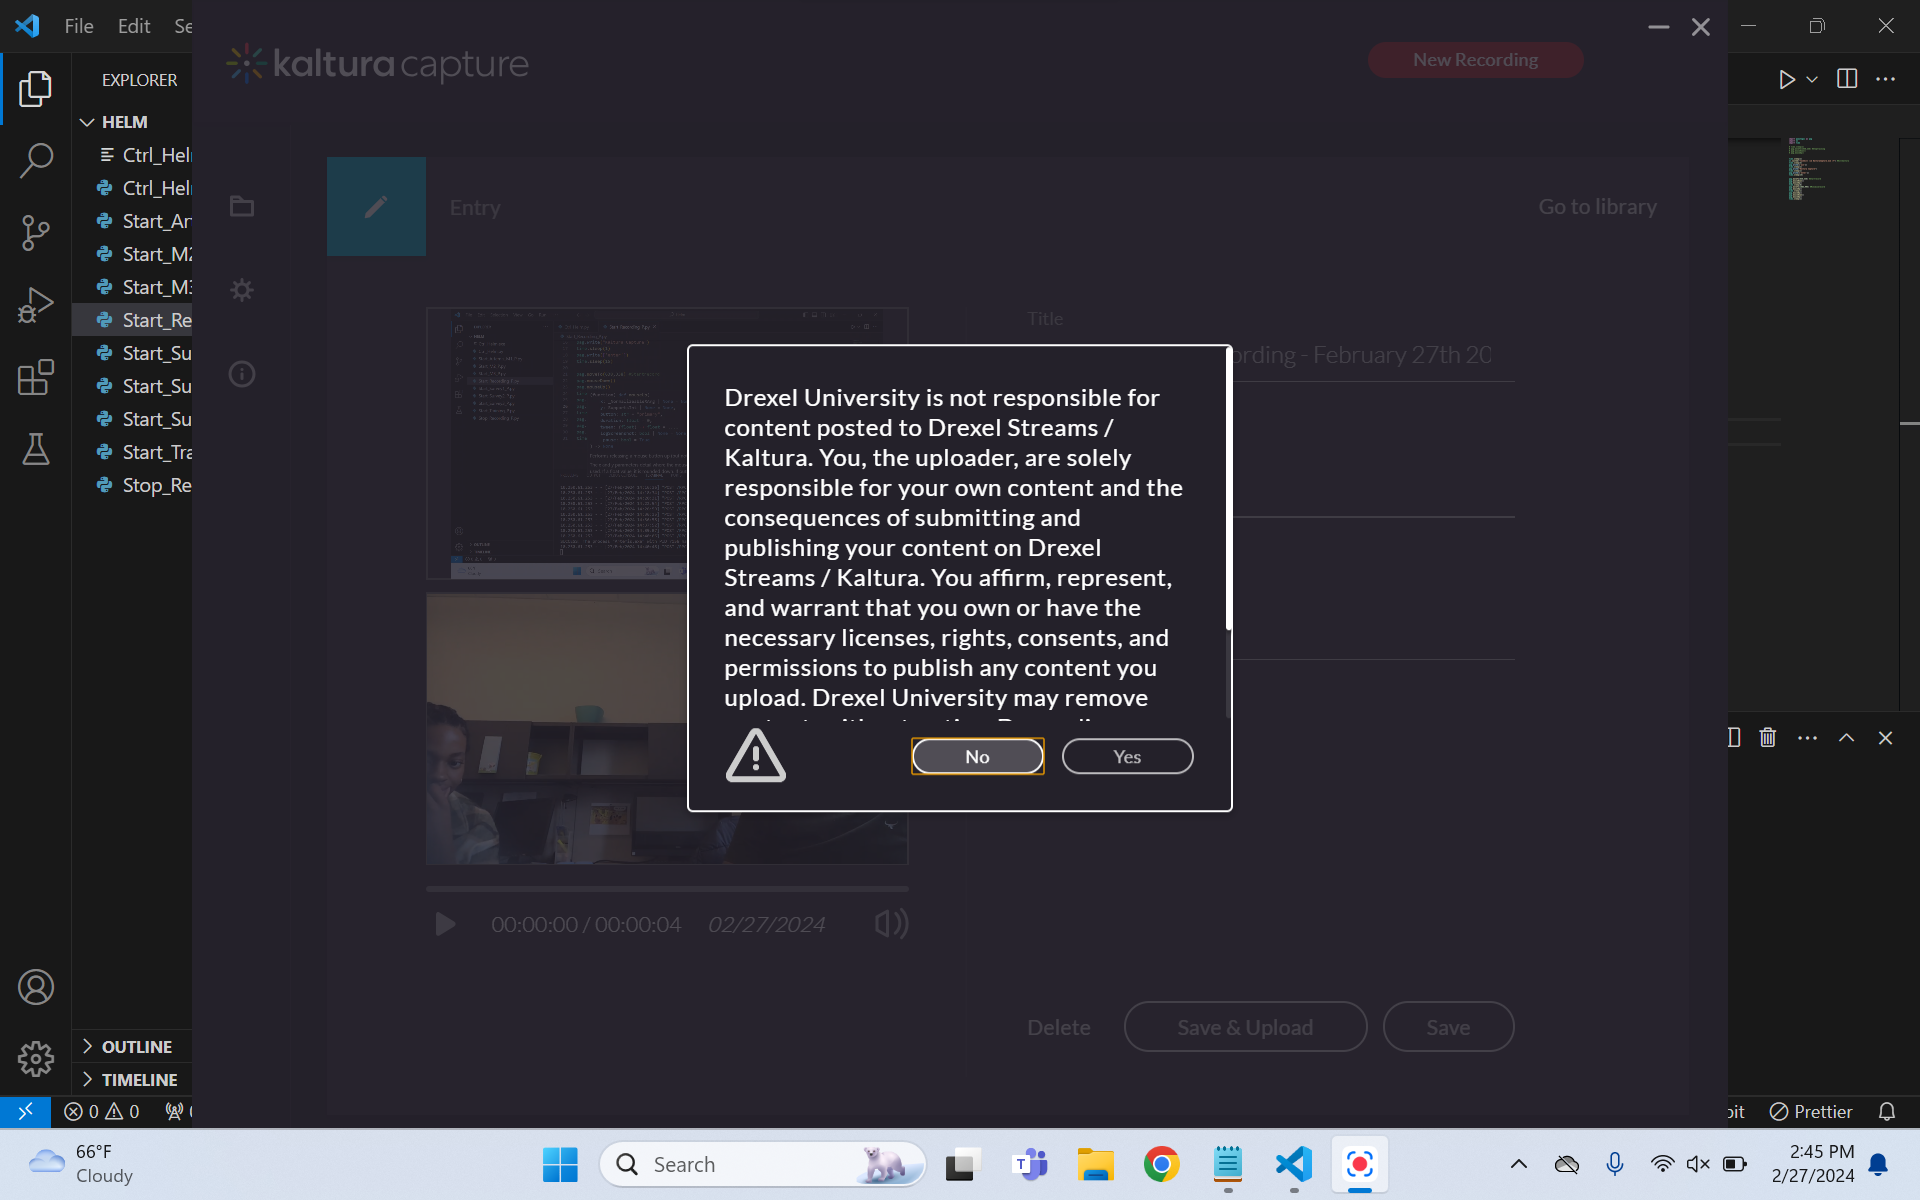 File Edit Se
kaltura capture
New Recording
EXPLORER
HELM
Ctrl_Hel
Ctrl_Hel
Start_Ar
Start_M2
Start_M3
Start_Re
Start_Su
Start_Su
Start_Su
Start_Tra
Stop_Re
Entry
Go to library
Title
ording - February 27th 20
Drexel University is not responsible for
content posted to Drexel Streams /
Kaltura. You, the uploader, are solely
responsible for your own content and the
consequences of submitting and
publishing your content on Drexel
Streams / Kaltura. You affirm, represent,
and warrant that you own or have the
necessary licenses, rights, consents, and
permissions to publish any content you
upload. Drexel University may remove
No
Yes
00:00:00 / 00:00:04
02/27/2024
Delete
Save & Upload
Save
OUTLINE
TIMELINE
0 0
Prettier
66°F
Cloudy
Search
2:45 PM
2/27/2024